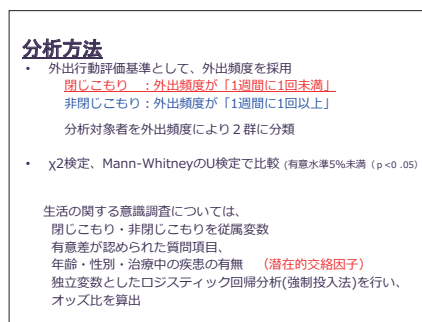 分析方法
• 外出行動評価基準として、外出頻度を採用
閉じこもり ：外出頻度が「1週間に1回未満」
非閉じこもり：外出頻度が「1週間に1回以上」
分析対象者を外出頻度により２群に分類
• χ2検定、Mann-WhitneyのU検定で比較 (有意水準5%未満（ｐ<0 .05）
生活の関する意識調査については、
閉じこもり・非閉じこもりを従属変数
有意差が認められた質問項目、
年齢・性別・治療中の疾患の有無 （潜在的交絡因子）
独立変数としたロジスティック回帰分析(強制投入法)を行い、
オッズ比を算出